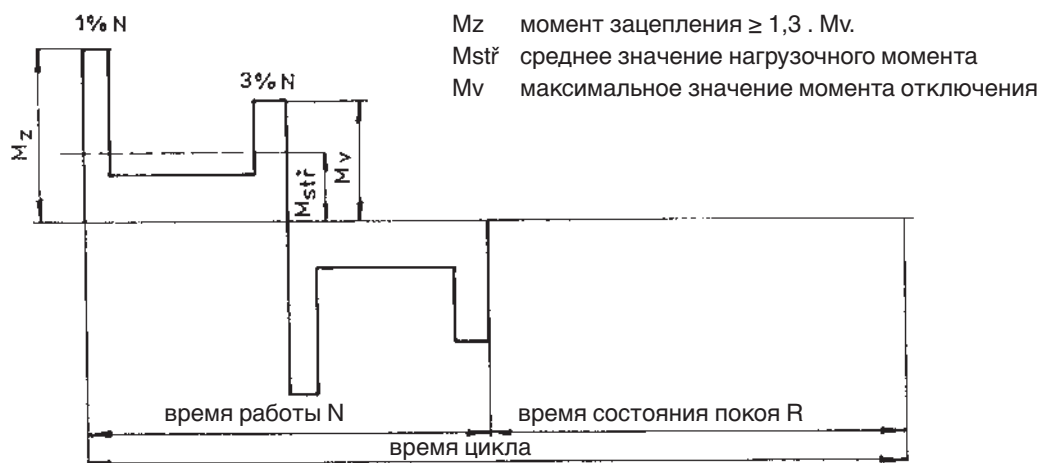 1% N
Mz момент зацепления ≥ 1,3 . Mv.
Mstř среднее значение нагрузочного момента
3% N
Mv максимальное значение момента отключения
Mz
Mstř
Mv
время работы N
время состояния покоя R
время цикла